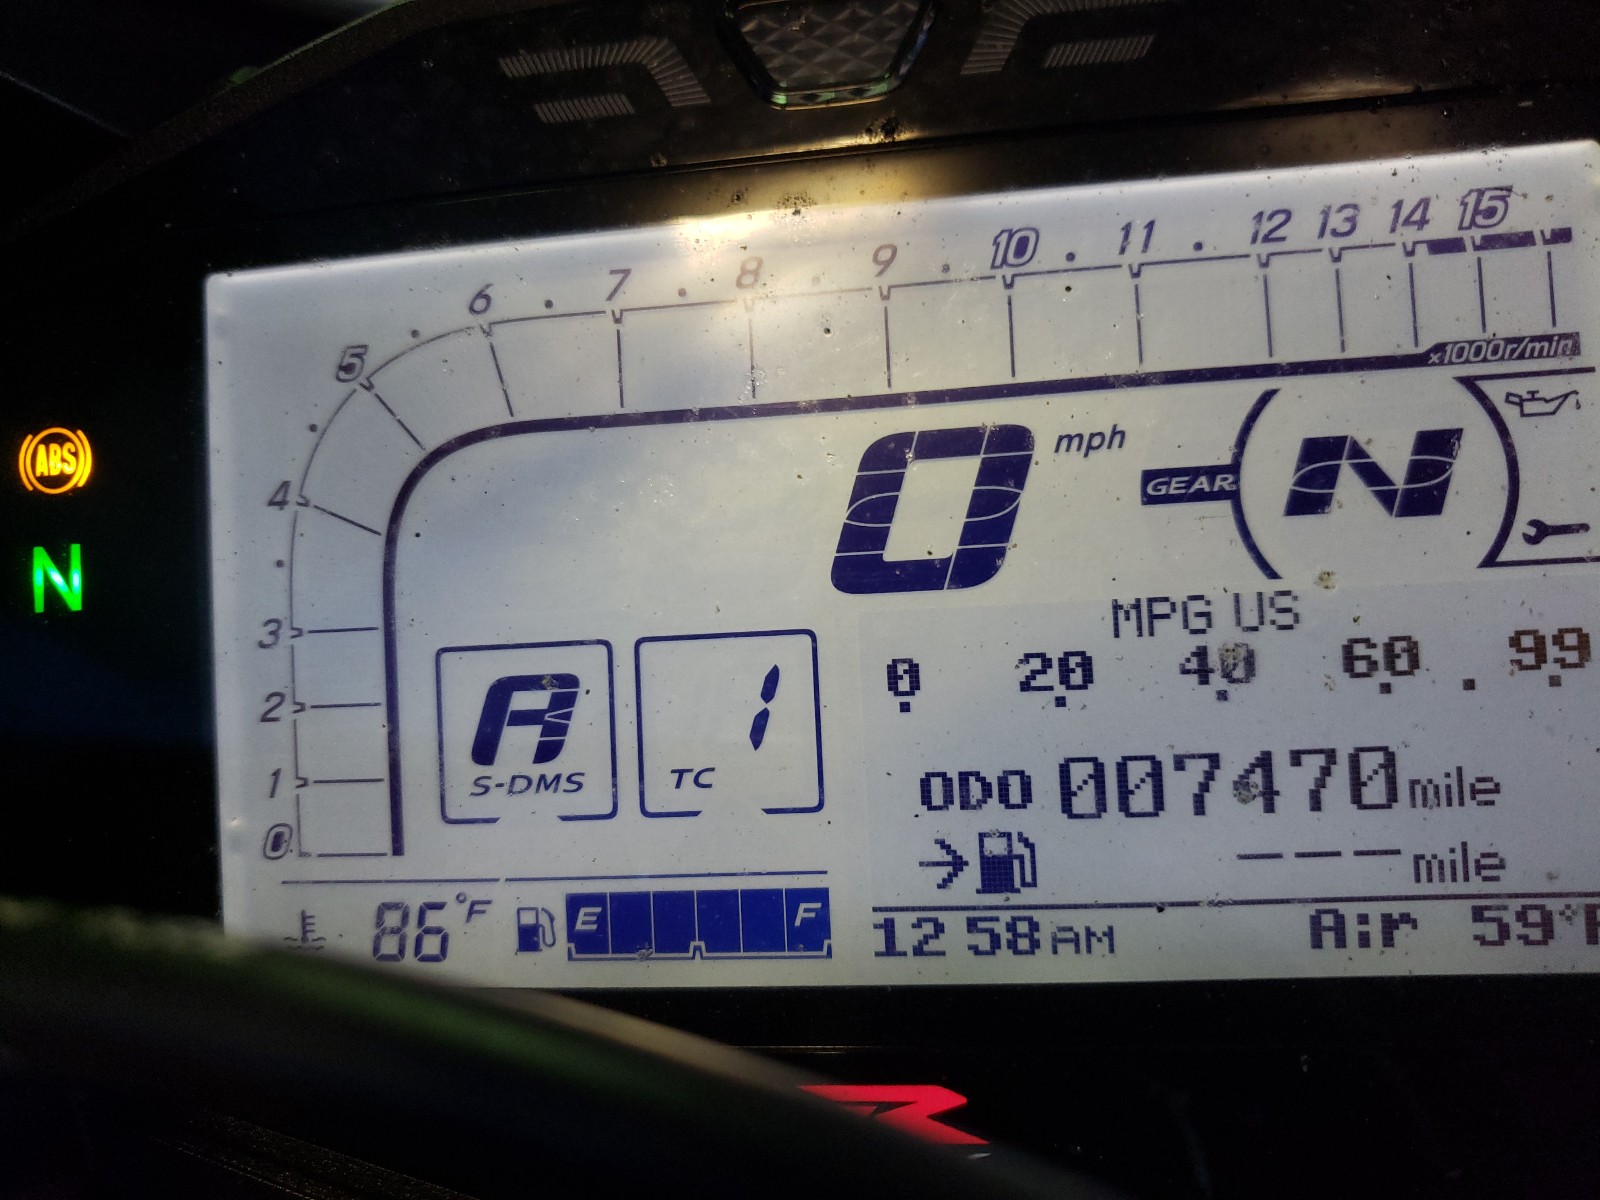 5 6 7 8 9 10 11 12 13 14 15
x1000r/min
4
3
2
1
0
ABS
N
0 mph
GEAR N
MPG US
0 20 40 60 99
A
S-DMS
1
TC
ODO 007470 mile
--- mile
86°F
E F
12 58 AM
Air 59°F
R